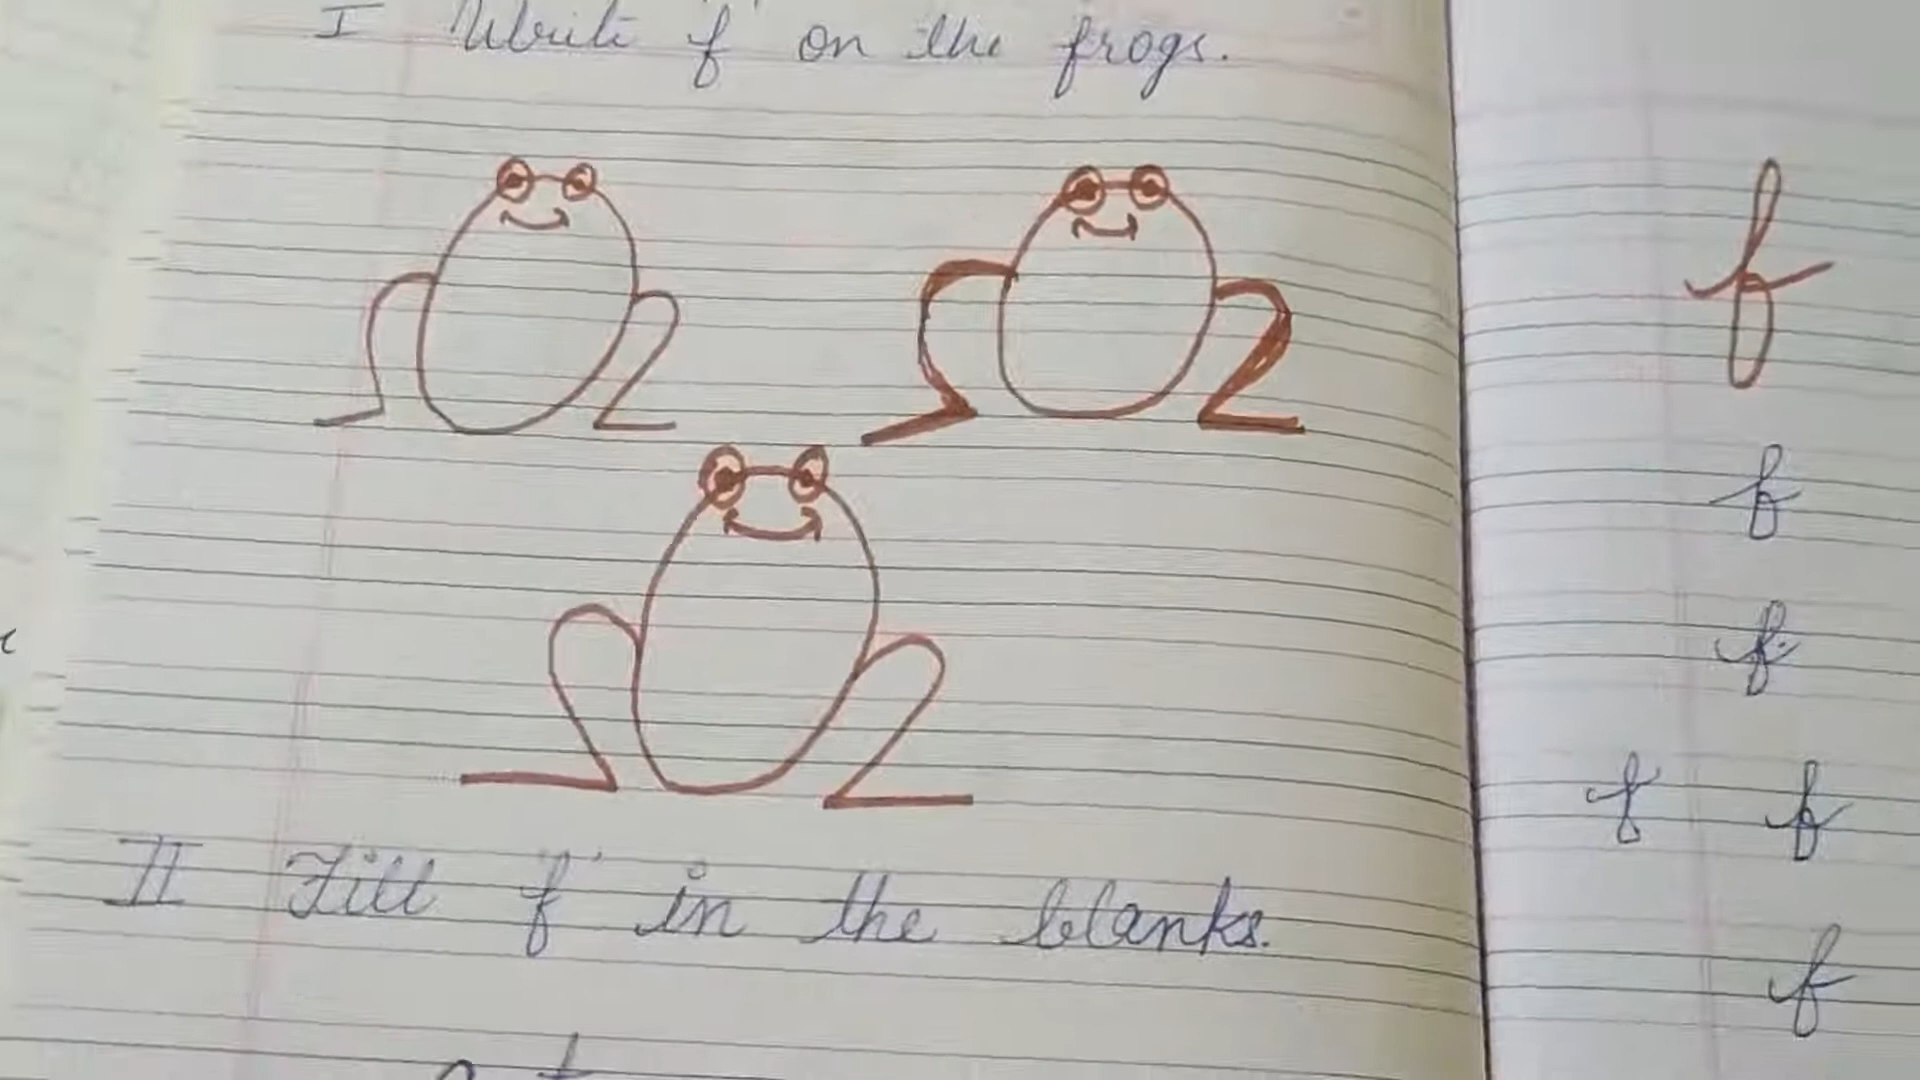 I Write 'f' on the frogs.
II Fill 'f' in the blanks.
f
f
f
f f
f